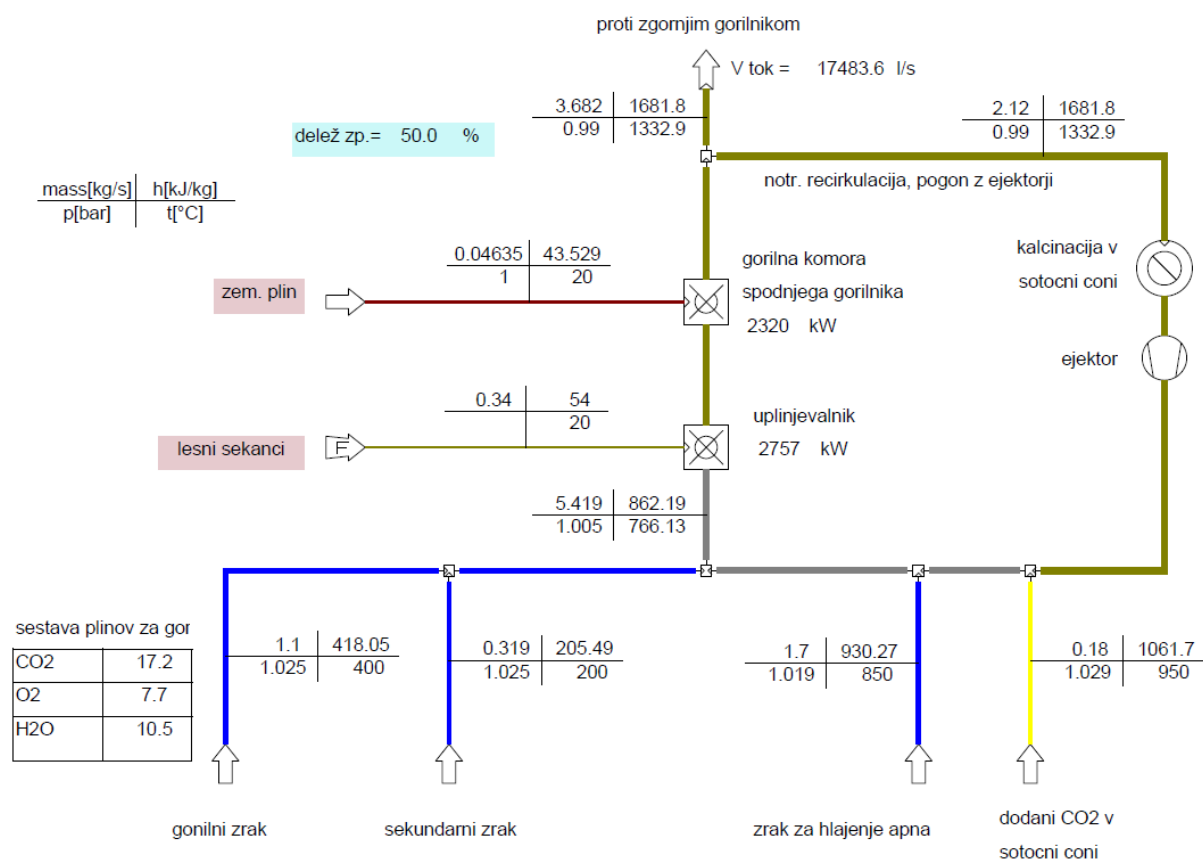 proti zgornjim gorilnikom
V tok = 17483.6 l/s
3.682 1681.8
0.99 1332.9
2.12 1681.8
0.99 1332.9
delež zp.= 50.0 %
notr. recirkulacija, pogon z ejektorji
mass[kg/s] h[kJ/kg]
p[bar] t[°C]
0.04635 43.529
1 20
zem. plin
gorilna komora
spodnjega gorilnika
2320 kW
kalcinacija v
sotocni coni
ejektor
0.34 54
20
lesni sekanci
F
uplinjevalnik
2757 kW
5.419 862.19
1.005 766.13
sestava plinov za gor
CO2 17.2
O2 7.7
H2O 10.5
1.1 418.05
1.025 400
0.319 205.49
1.025 200
1.7 930.27
1.019 850
0.18 1061.7
1.029 950
gonilni zrak
sekundarni zrak
zrak za hlajenje apna
dodani CO2 v
sotocni coni